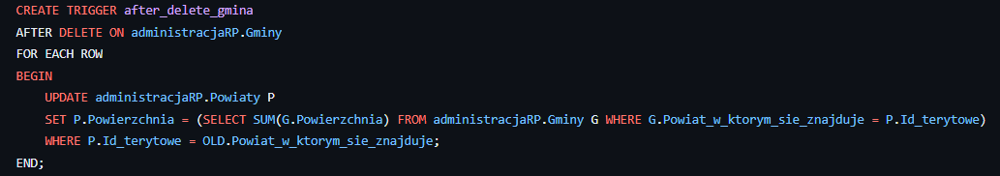 CREATE TRIGGER after_delete_gmina
AFTER DELETE ON administracjaRP.Gminy
FOR EACH ROW
BEGIN
    UPDATE administracjaRP.Powiaty P
    SET P.Powierzchnia = (SELECT SUM(G.Powierzchnia) FROM administracjaRP.Gminy G WHERE G.Powiat_w_ktorym_sie_znajduje = P.Id_terytowe)
    WHERE P.Id_terytowe = OLD.Powiat_w_ktorym_sie_znajduje;
END;